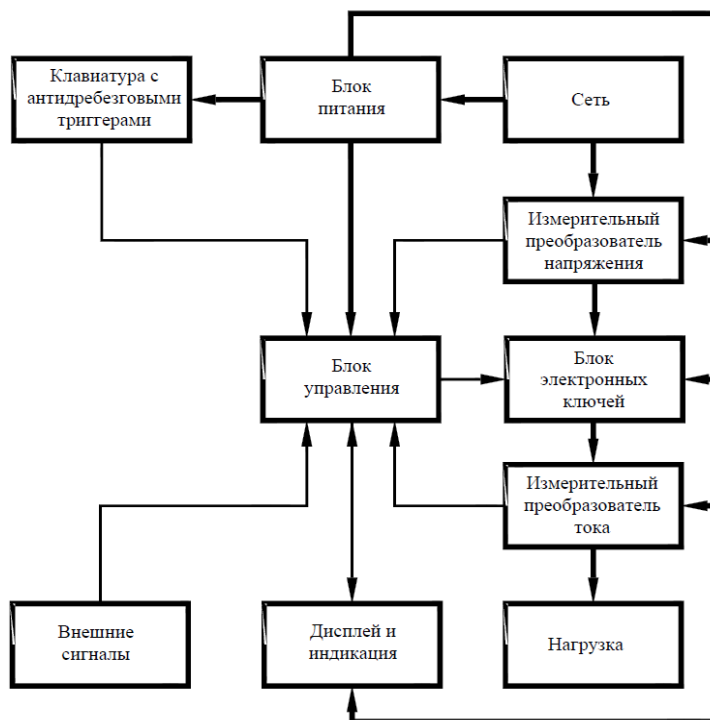 Клавиатура с
антидребезговыми
триггерами
Блок
питания
Сеть
Измерительный
преобразователь
напряжения
Блок
управления
Блок
электронных
ключей
Измерительный
преобразователь
тока
Внешние
сигналы
Дисплей и
индикация
Нагрузка